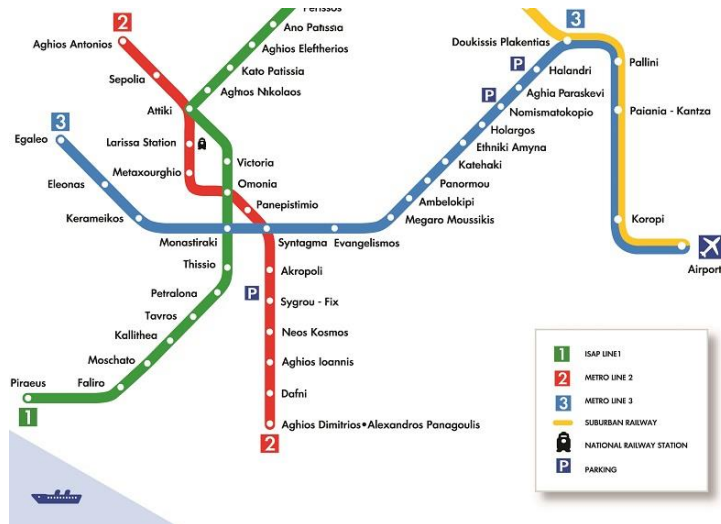 Perissos
Ano Patissia
Aghios Eleftherios
Kato Patissia
Aghios Nikolaos
2
Aghios Antonios
Sepolia
Attiki
3
Doukissis Plakentias
P
Halandri
Pallini
P
Aghia Paraskevi
Nomismatokopio
Paiania - Kantza
Holargos
Ethniki Amyna
Katehaki
Panormou
Ambelokipi
Megaro Moussikis
Koropi
Airport
3
Egaleo
Eleonas
Kerameikos
Larissa Station
Metaxourghio
Victoria
Omonia
Panepistimio
Monastiraki
Syntagma
Evangelismos
Thissio
Akropoli
Petralona
P
Sygrou - Fix
Tavros
Neos Kosmos
Kallithea
Aghios Ioannis
Moschato
Piraeus
Faliro
Dafni
1
Aghios Dimitrios•Alexandros Panagoulis
2
1 ISAP LINE1
2 METRO LINE 2
3 METRO LINE 3
SUBURBAN RAILWAY
NATIONAL RAILWAY STATION
P PARKING